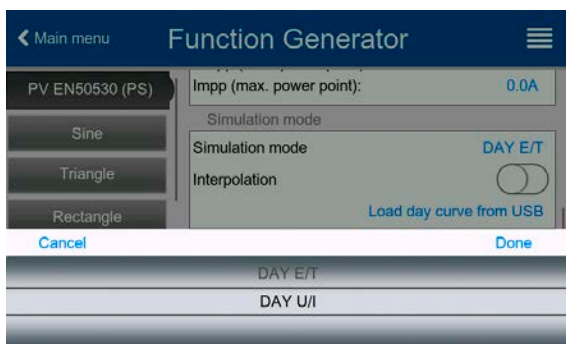 Main menu
Function Generator
PV EN50530 (PS)
Impp (max. power point): 0.0A
Simulation mode
Sine
Simulation mode DAY E/T
Triangle
Interpolation
Rectangle
Load day curve from USB
Cancel Done
DAY E/T
DAY U/I